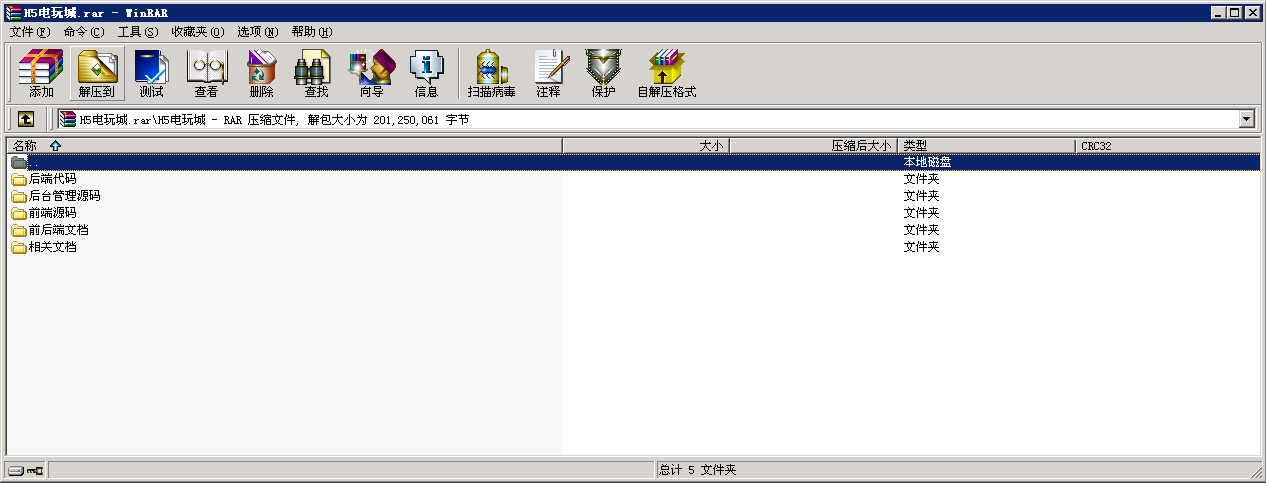 H5电玩城.rar - WinRAR
文件(F) 命令(C) 工具(S) 收藏夹(O) 选项(N) 帮助(H)
添加 解压到 测试 查看 删除 查找 向导 信息 扫描病毒 注释 保护 自解压格式
H5电玩城.rar\H5电玩城 - RAR 压缩文件, 解包大小为 201,250,061 字节
名称 大小 压缩后大小 类型 CRC32
.. 本地磁盘
后端代码 文件夹
后台管理源码 文件夹
前端源码 文件夹
前后端文档 文件夹
相关文档 文件夹
总计 5 文件夹